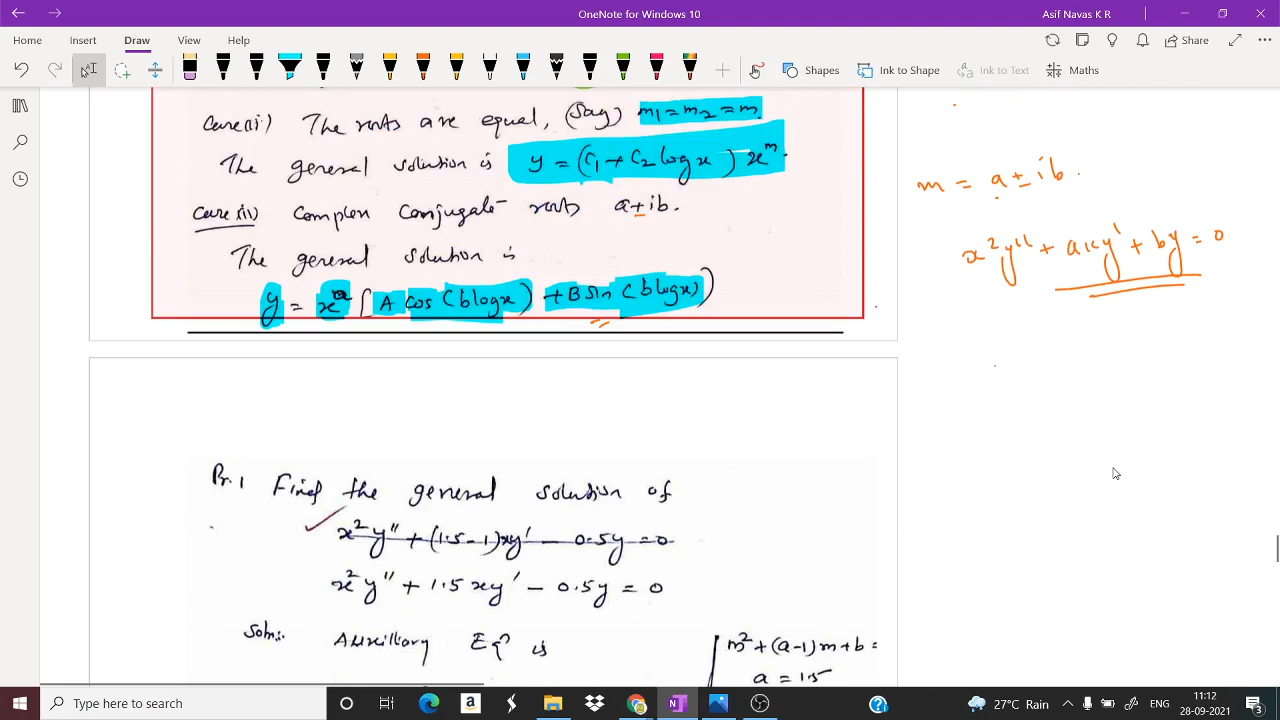 OneNote for Windows 10
Asif Navas K R
Home Insert Draw View Help
Share
Shapes Ink to Shape Ink to Text Maths
Case(ii) The roots are equal, (say) m1 = m2 = m.
The general solution is y = (C1 + C2 log x) x^m.
Case(iii) Complex Conjugate roots a ± ib.
The general solution is
y = x^a [A cos (b log x) + B sin (b log x))
m = a ± ib.
x²y'' + axy' + by = 0
Pr. 1 Find the general solution of
x²y'' + (1.5-1)xy' - 0.5y = 0
x²y'' + 1.5 xy' - 0.5y = 0
Soln:. Auxillary Eq^n is
m² + (a-1)m + b =
a = 1.5
Type here to search
27°C Rain
ENG
11:12
28-09-2021